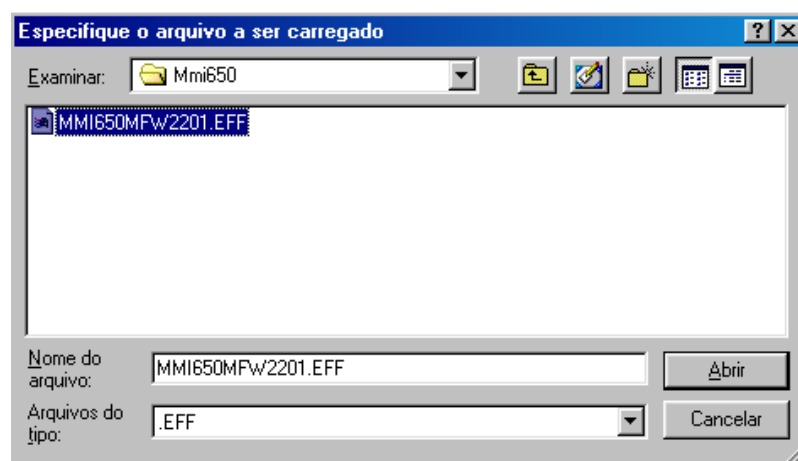 Especifique o arquivo a ser carregado
Examinar: Mmi650
MMI650MFW2201.EFF
Nome do arquivo: MMI650MFW2201.EFF Abrir
Arquivos do tipo: .EFF Cancelar